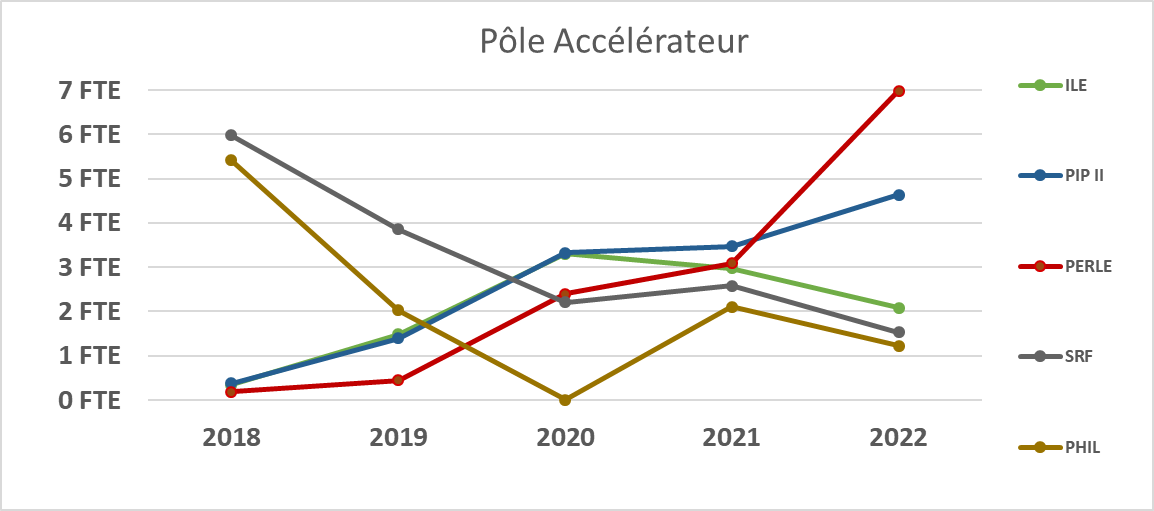 Pôle Accélérateur
7 FTE
6 FTE
5 FTE
4 FTE
3 FTE
2 FTE
1 FTE
0 FTE
2018 2019 2020 2021 2022
ILE
PIP II
PERLE
SRF
PHIL